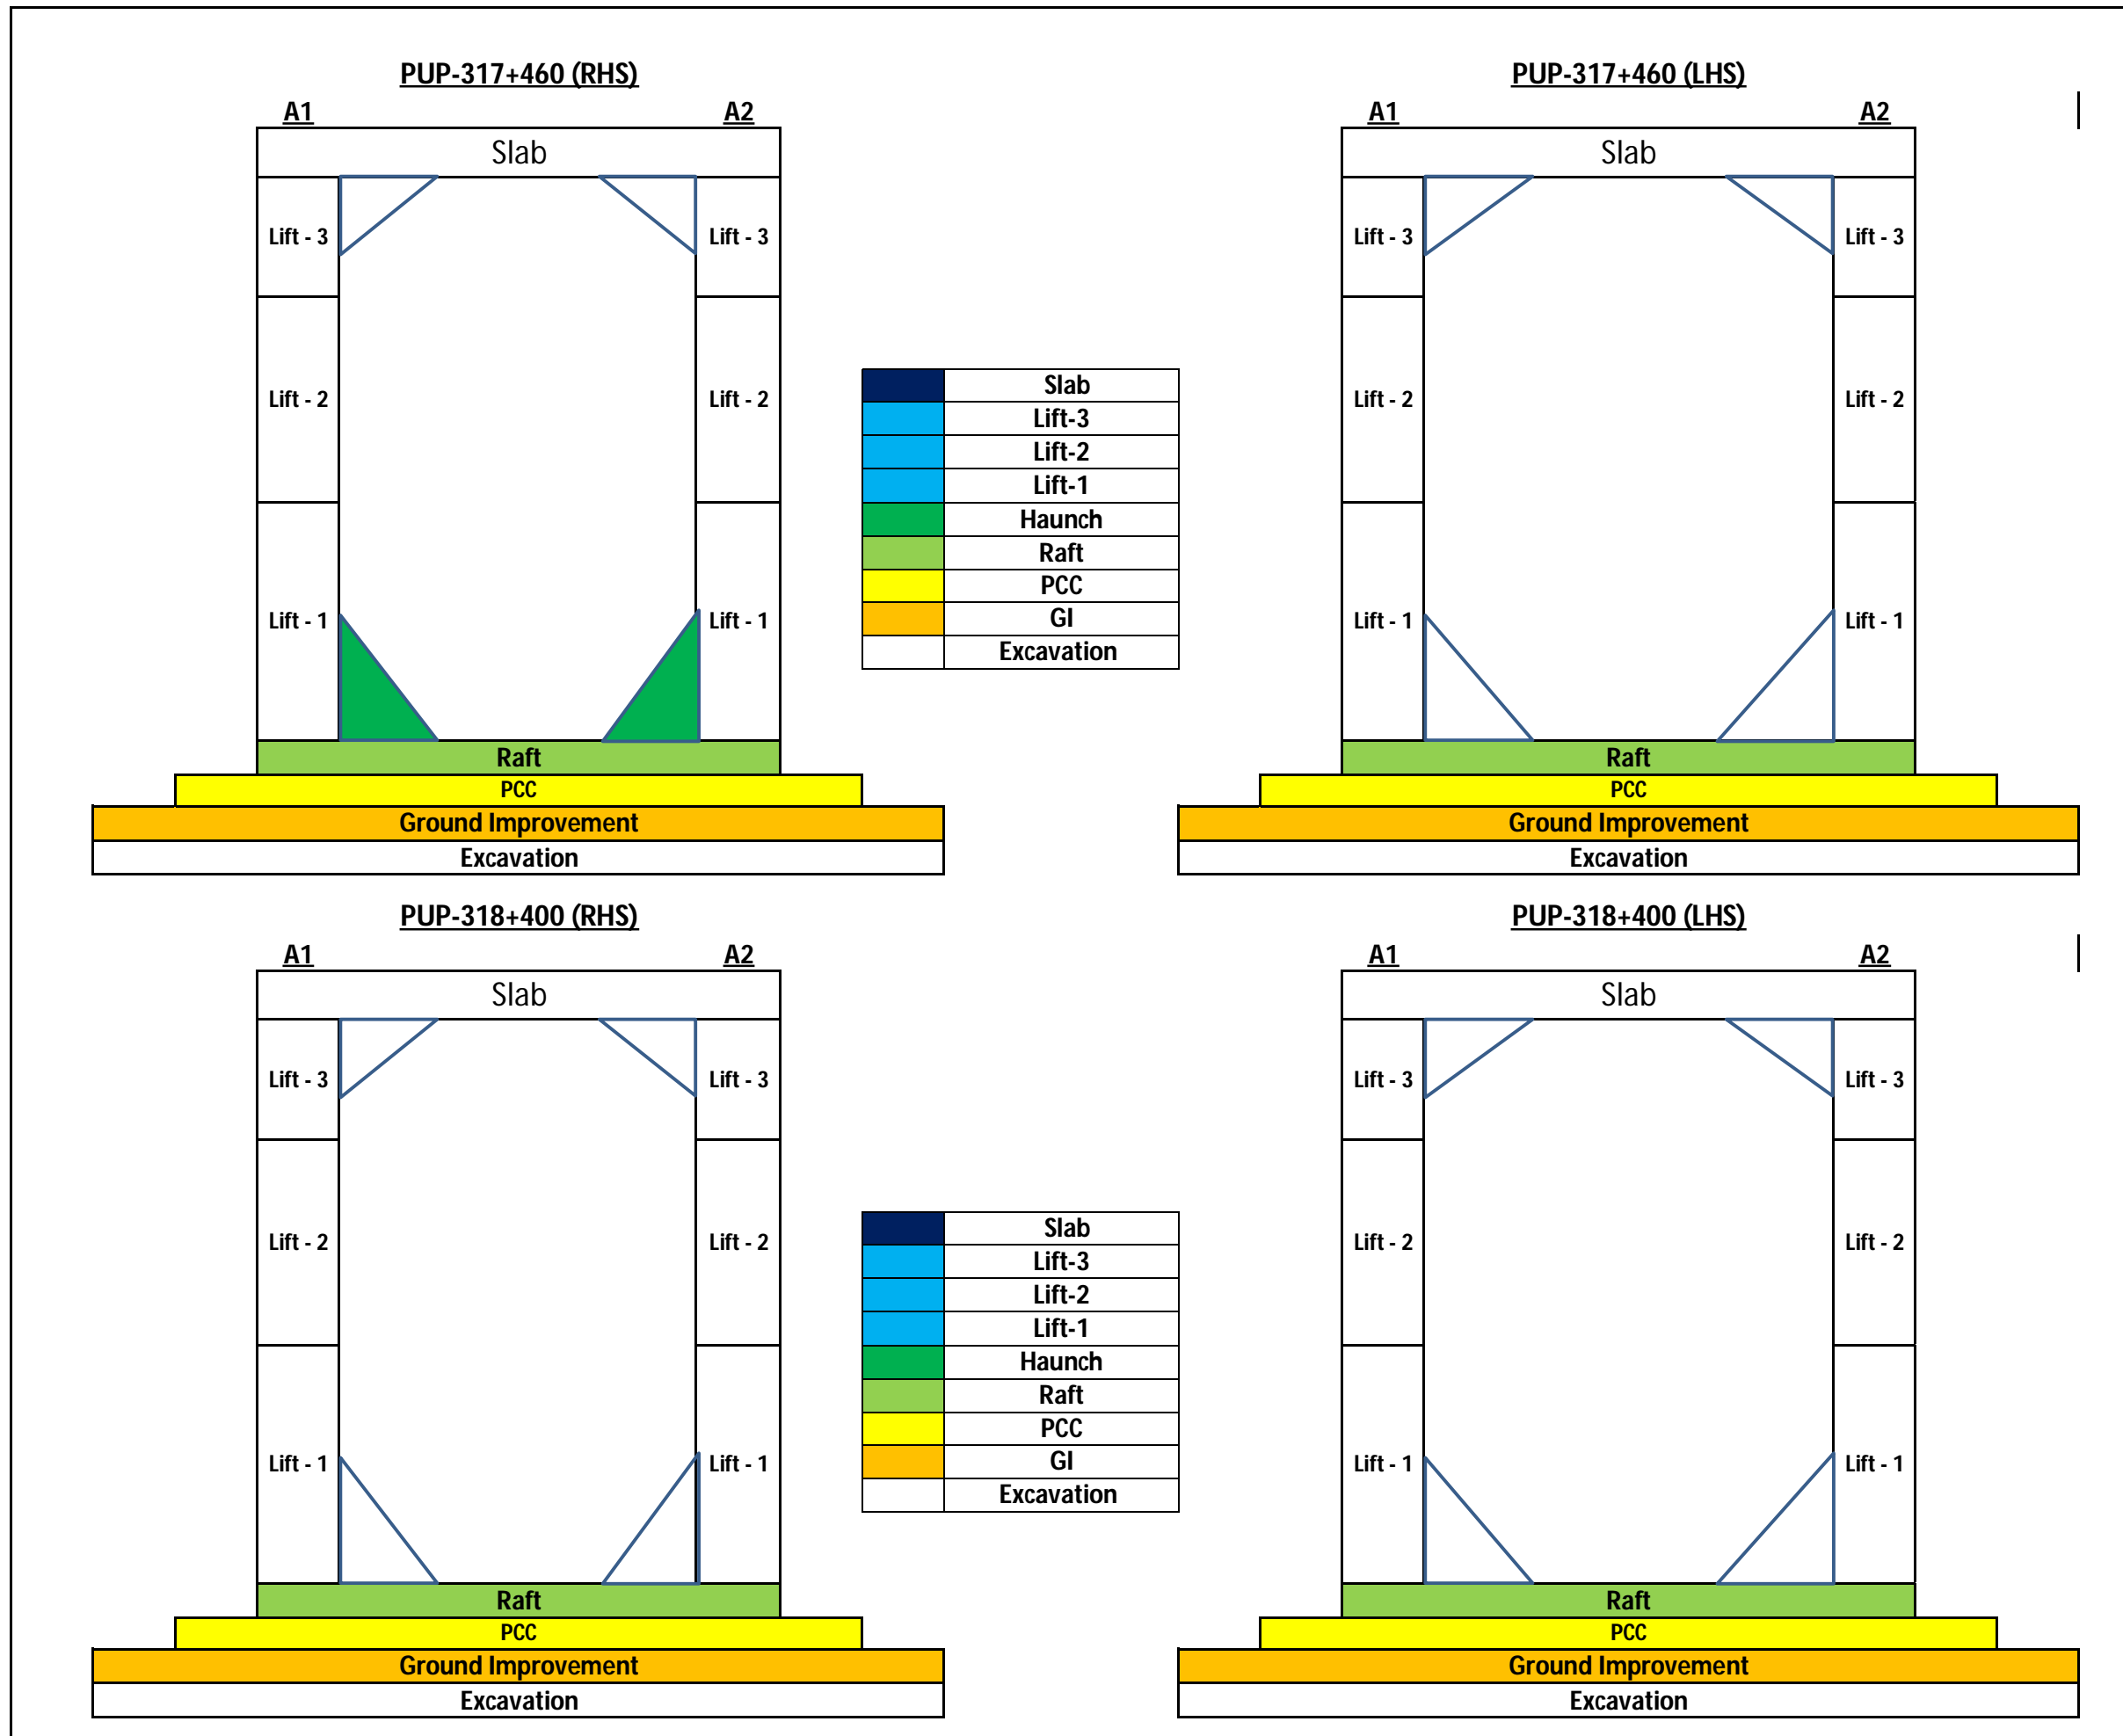 PUP-317+460 (RHS)
A1 A2
Slab
Lift - 3 Lift - 3
Lift - 2 Lift - 2
Lift - 1 Lift - 1
Raft
PCC
Ground Improvement
Excavation
Slab
Lift-3
Lift-2
Lift-1
Haunch
Raft
PCC
GI
Excavation
PUP-317+460 (LHS)
A1 A2
Slab
Lift - 3 Lift - 3
Lift - 2 Lift - 2
Lift - 1 Lift - 1
Raft
PCC
Ground Improvement
Excavation
PUP-318+400 (RHS)
A1 A2
Slab
Lift - 3 Lift - 3
Lift - 2 Lift - 2
Lift - 1 Lift - 1
Raft
PCC
Ground Improvement
Excavation
Slab
Lift-3
Lift-2
Lift-1
Haunch
Raft
PCC
GI
Excavation
PUP-318+400 (LHS)
A1 A2
Slab
Lift - 3 Lift - 3
Lift - 2 Lift - 2
Lift - 1 Lift - 1
Raft
PCC
Ground Improvement
Excavation